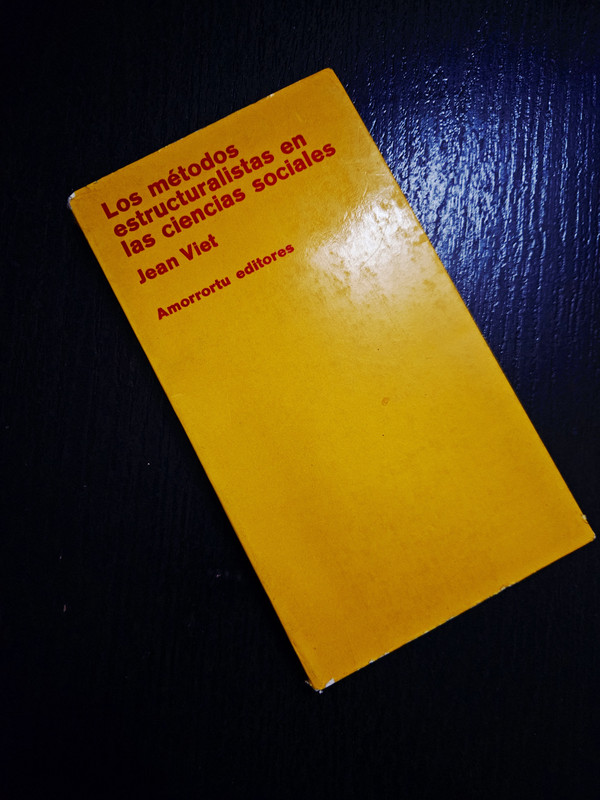 Los métodos
estructuralistas en
las ciencias sociales
Jean Viet
Amorrortu editores